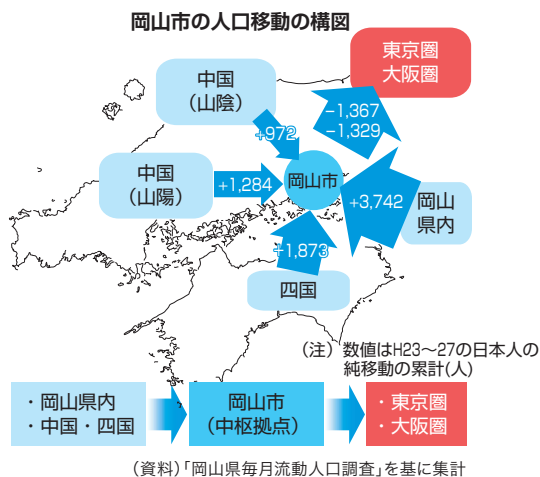 岡山市の人口移動の構図
東京圏
大阪圏
中国
（山陰）
−1,367
−1,329
+972
中国
（山陽）
+1,284
岡山市
+3,742
岡山
県内
+1,873
四国
（注）数値はH23〜27の日本人の
純移動の累計(人)
・岡山県内
・中国・四国
岡山市
（中枢拠点）
・東京圏
・大阪圏
（資料）「岡山県毎月流動人口調査」を基に集計